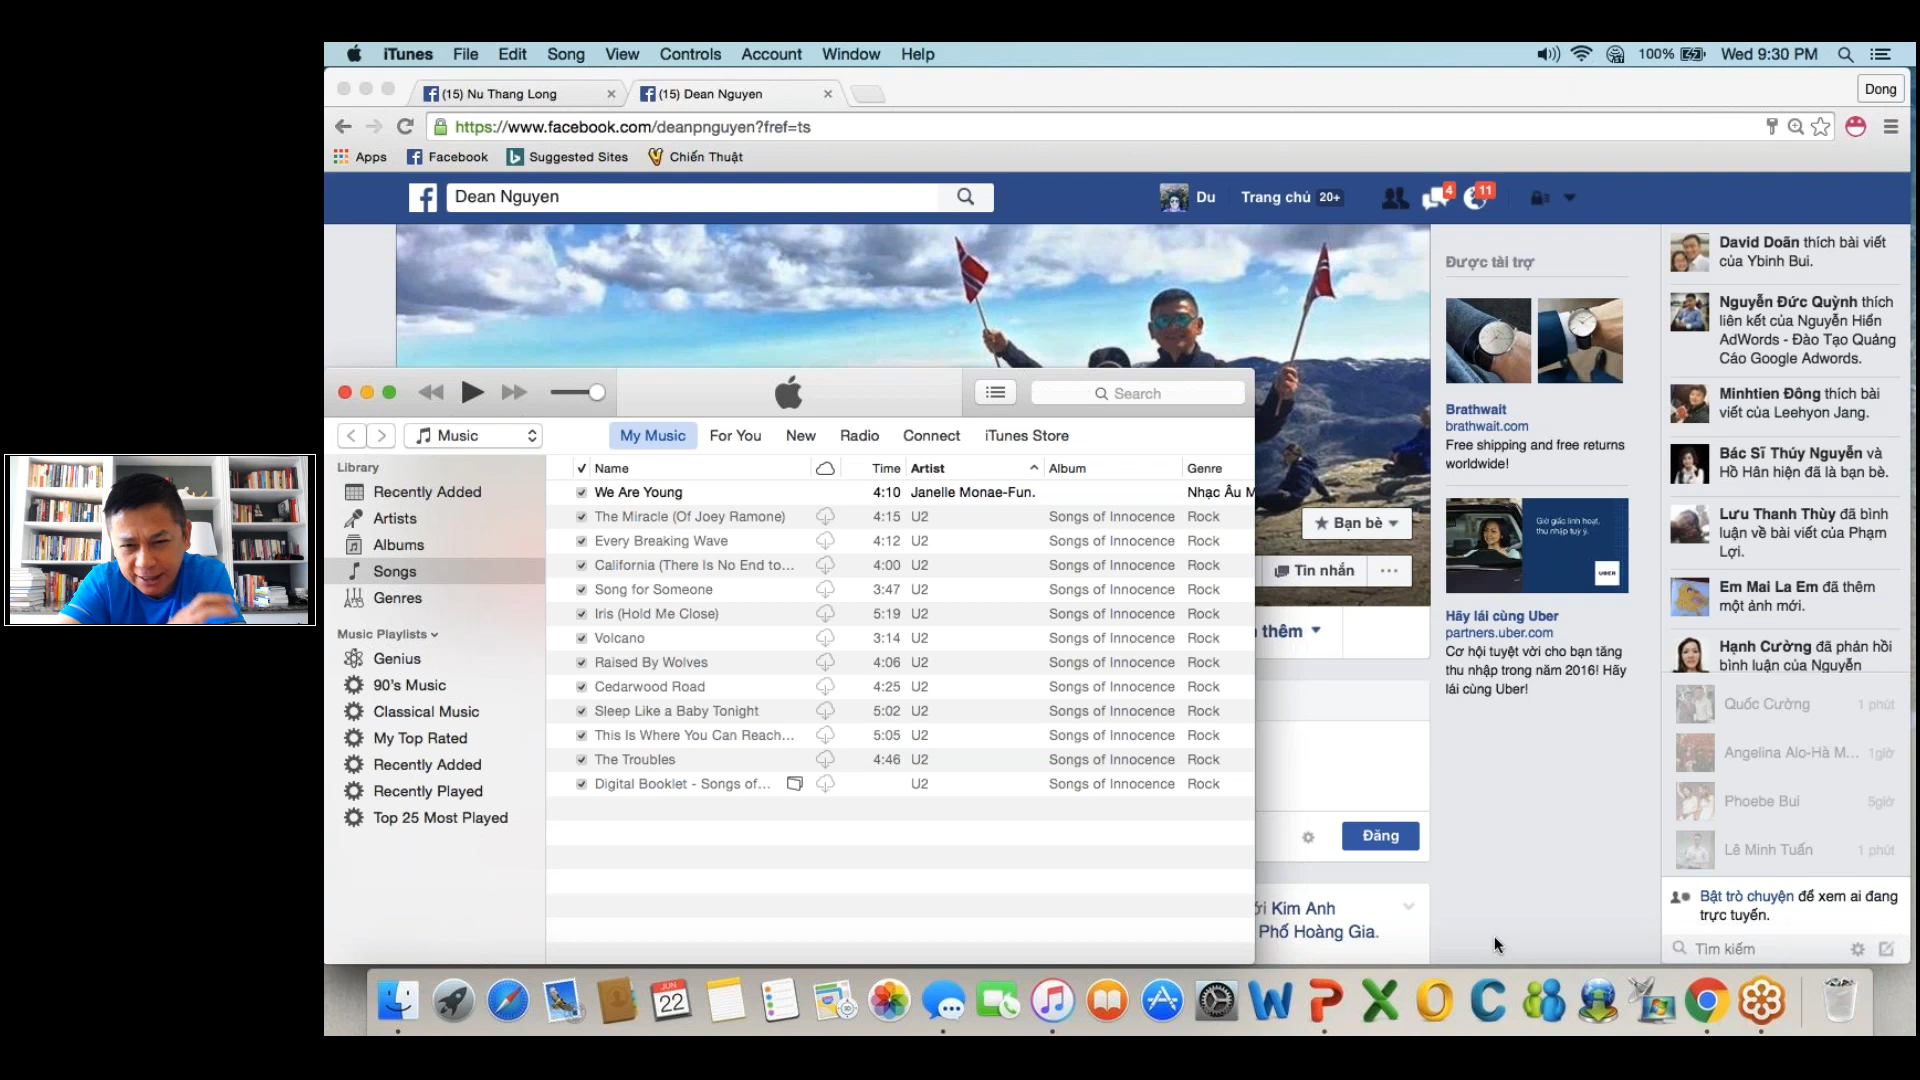 iTunes File Edit Song View Controls Account Window Help 100% Wed 9:30 PM
(15) Nu Thang Long (15) Dean Nguyen Dong
https://www.facebook.com/deanpnguyen?fref=ts
Apps Facebook Suggested Sites Chiến Thuật
Dean Nguyen Du Trang chủ 20+ 4 11
Search
Music My Music For You New Radio Connect iTunes Store
Library
Recently Added
Artists
Albums
Songs
Genres
Music Playlists
Genius
90's Music
Classical Music
My Top Rated
Recently Added
Recently Played
Top 25 Most Played
Name Time Artist Album Genre
We Are Young 4:10 Janelle Monae-Fun. Nhạc Âu M
The Miracle (Of Joey Ramone) 4:15 U2 Songs of Innocence Rock
Every Breaking Wave 4:12 U2 Songs of Innocence Rock
California (There Is No End to... 4:00 U2 Songs of Innocence Rock
Song for Someone 3:47 U2 Songs of Innocence Rock
Iris (Hold Me Close) 5:19 U2 Songs of Innocence Rock
Volcano 3:14 U2 Songs of Innocence Rock
Raised By Wolves 4:06 U2 Songs of Innocence Rock
Cedarwood Road 4:25 U2 Songs of Innocence Rock
Sleep Like a Baby Tonight 5:02 U2 Songs of Innocence Rock
This Is Where You Can Reach... 5:05 U2 Songs of Innocence Rock
The Troubles 4:46 U2 Songs of Innocence Rock
Digital Booklet - Songs of... U2 Songs of Innocence Rock
Bạn bè
Tin nhắn ...
thêm
Đăng
Kim Anh
Phố Hoàng Gia.
Được tài trợ
Brathwait
brathwait.com
Free shipping and free returns
worldwide!
Giờ giấc linh hoạt,
thu nhập tùy ý.
UBER
Hãy lái cùng Uber
partners.uber.com
Cơ hội tuyệt vời cho bạn tăng
thu nhập trong năm 2016! Hãy
lái cùng Uber!
David Doãn thích bài viết
của Ybinh Bui.
Nguyễn Đức Quỳnh thích
liên kết của Nguyễn Hiển
AdWords - Đào Tạo Quảng
Cáo Google Adwords.
Minhtien Đông thích bài
viết của Leehyon Jang.
Bác Sĩ Thúy Nguyễn và
Hồ Hân hiện đã là bạn bè.
Lưu Thanh Thùy đã bình
luận về bài viết của Phạm
Lợi.
Em Mai La Em đã thêm
một ảnh mới.
Hạnh Cường đã phản hồi
bình luận của Nguyễn
Quốc Cường 1 phút
Angelina Alo-Hà M... 1giờ
Phoebe Bui 5giờ
Lê Minh Tuấn 1 phút
Bật trò chuyện để xem ai đang
trực tuyến.
Tìm kiếm
JUN
22